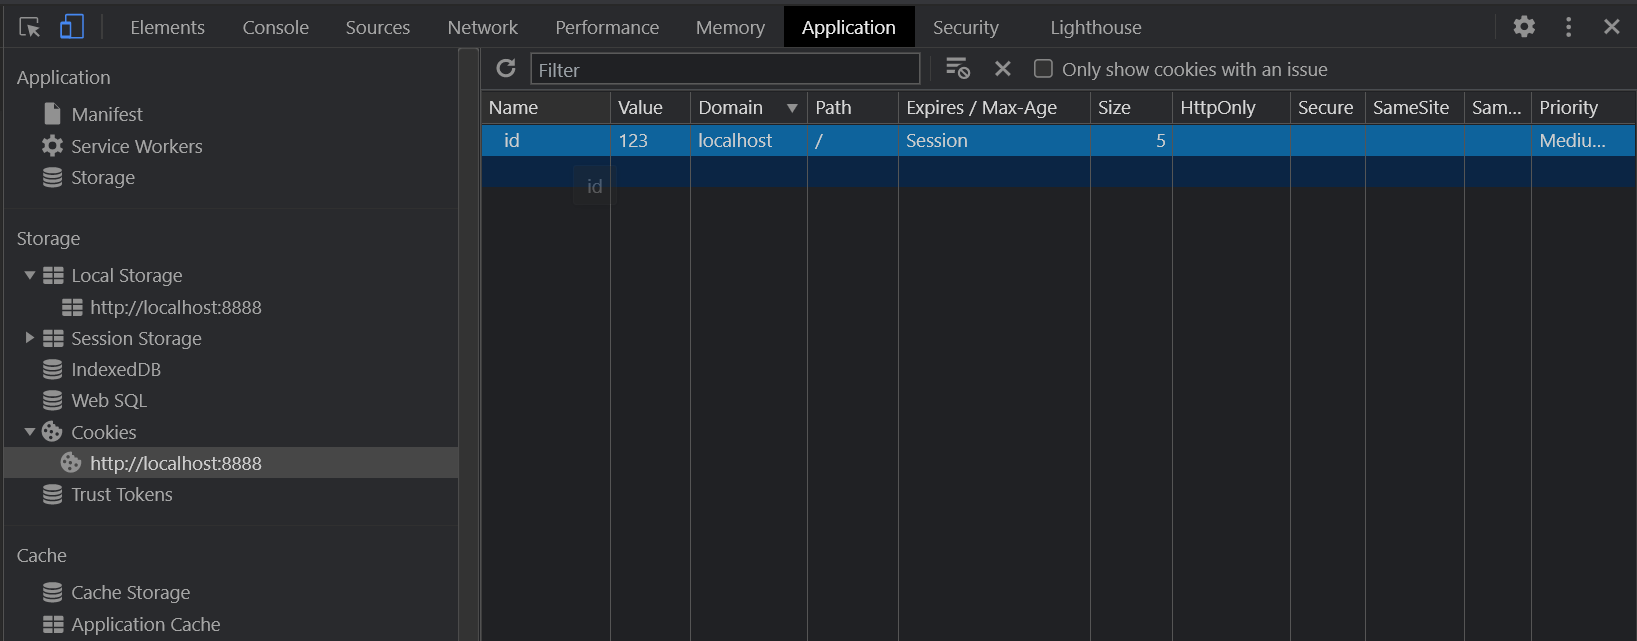 Elements Console Sources Network Performance Memory Application Security Lighthouse
Application
Manifest
Service Workers
Storage
Storage
Local Storage
http://localhost:8888
Session Storage
IndexedDB
Web SQL
Cookies
http://localhost:8888
Trust Tokens
Cache
Cache Storage
Application Cache
Filter Only show cookies with an issue
Name Value Domain Path Expires / Max-Age Size HttpOnly Secure SameSite Sam... Priority
id 123 localhost / Session 5 Mediu...
id